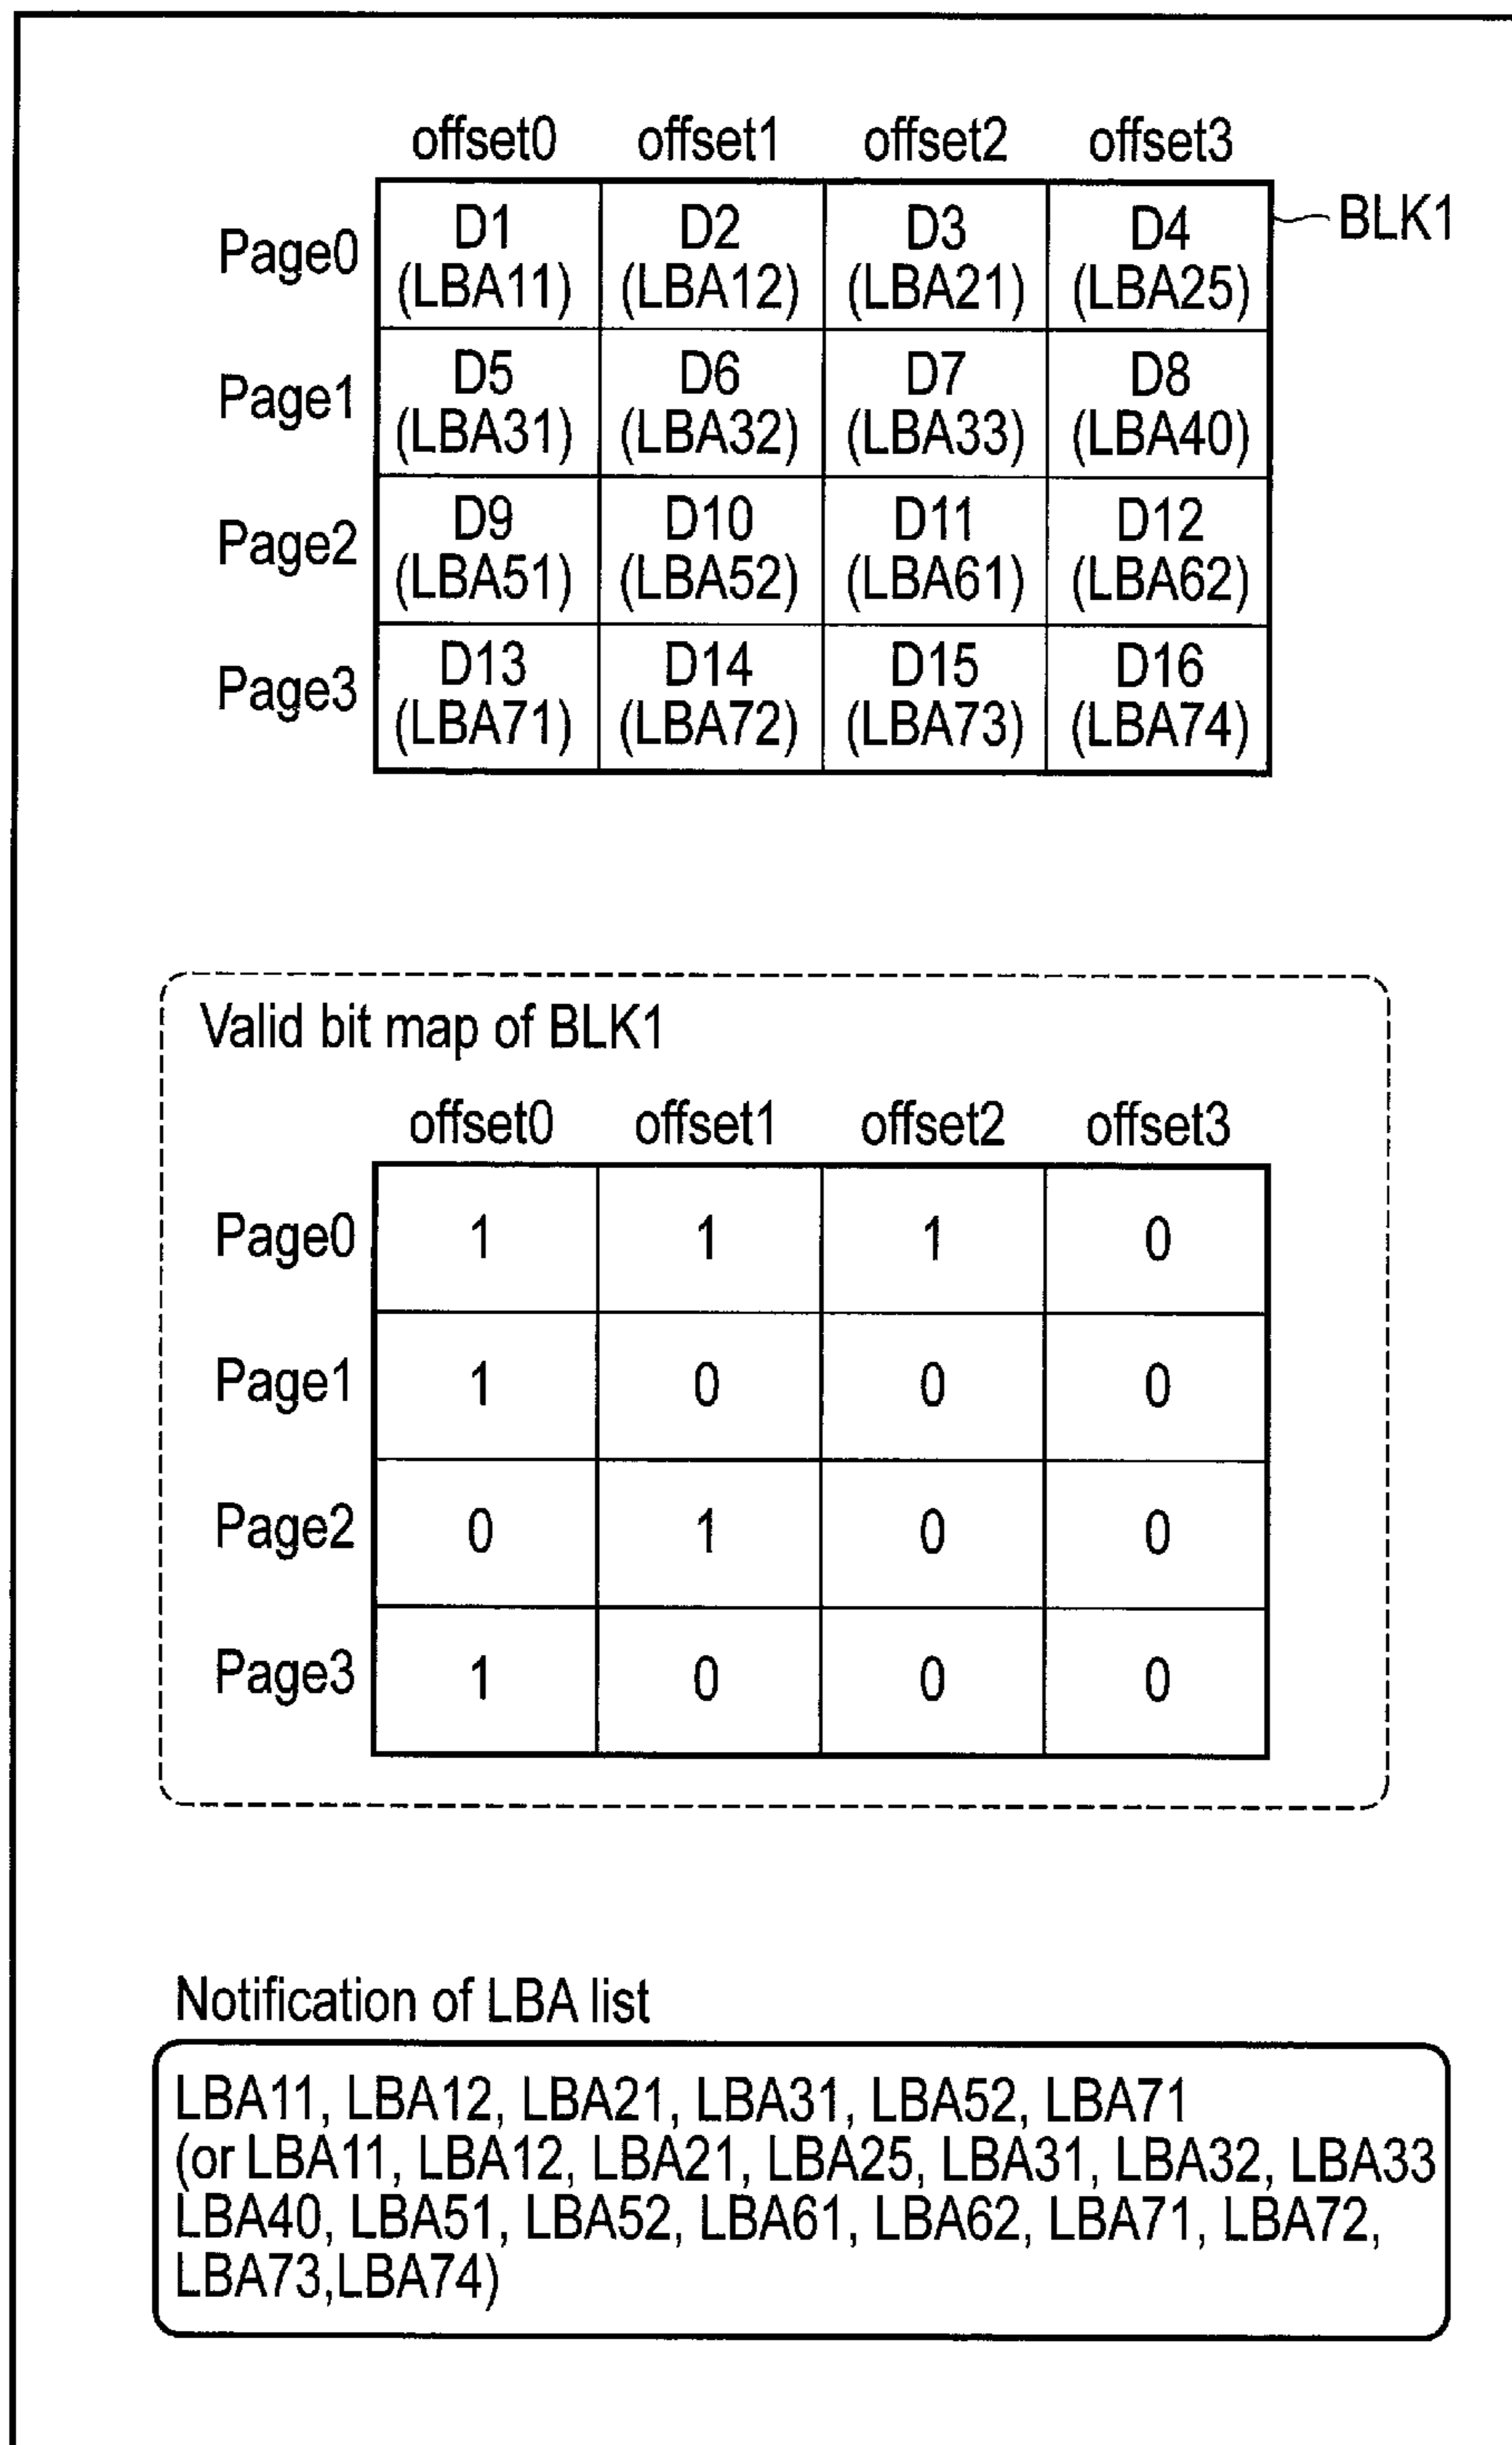 offset0 offset1 offset2 offset3
BLK1
Page0 D1 D2 D3 D4
(LBA11) (LBA12) (LBA21) (LBA25)
Page1 D5 D6 D7 D8
(LBA31) (LBA32) (LBA33) (LBA40)
Page2 D9 D10 D11 D12
(LBA51) (LBA52) (LBA61) (LBA62)
Page3 D13 D14 D15 D16
(LBA71) (LBA72) (LBA73) (LBA74)
Valid bit map of BLK1
offset0 offset1 offset2 offset3
Page0 1 1 1 0
Page1 1 0 0 0
Page2 0 1 0 0
Page3 1 0 0 0
Notification of LBA list
LBA11, LBA12, LBA21, LBA31, LBA52, LBA71
(or LBA11, LBA12, LBA21, LBA25, LBA31, LBA32, LBA33
LBA40, LBA51, LBA52, LBA61, LBA62, LBA71, LBA72,
LBA73,LBA74)